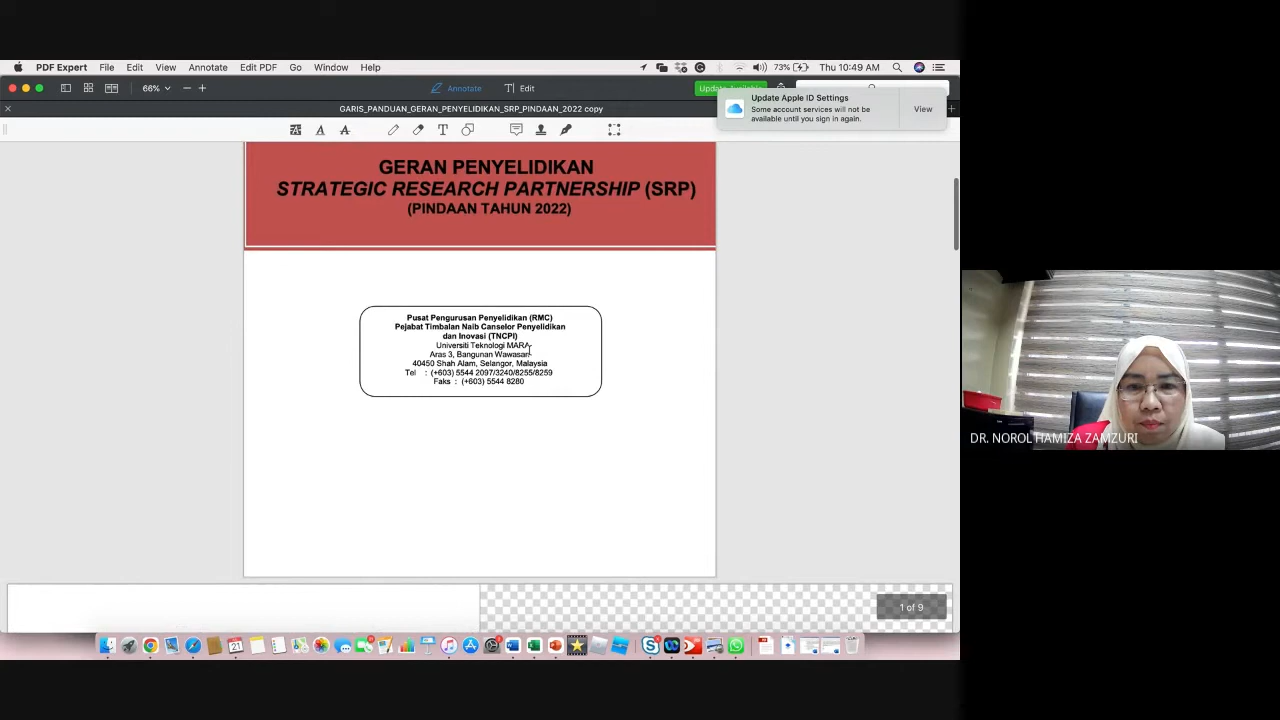 PDF Expert File Edit View Annotate Edit PDF Go Window Help
73% Thu 10:49 AM
66% Annotate Edit
Update Apple ID Settings
Some account services will not
be available until you sign in again.
View
GARIS_PANDUAN_GERAN_PENYELIDIKAN_SRP_PINDAAN_2022 copy
GERAN PENYELIDIKAN
STRATEGIC RESEARCH PARTNERSHIP (SRP)
(PINDAAN TAHUN 2022)
Pusat Pengurusan Penyelidikan (RMC)
Pejabat Timbalan Naib Canselor Penyelidikan
dan Inovasi (TNCPI)
Universiti Teknologi MARA
Aras 3, Bangunan Wawasan
40450 Shah Alam, Selangor, Malaysia
Tel : (+603) 5544 2097/3240/8255/8259
Faks : (+603) 5544 8280
DR. NOROL HAMIZA ZAMZURI
1 of 9
21